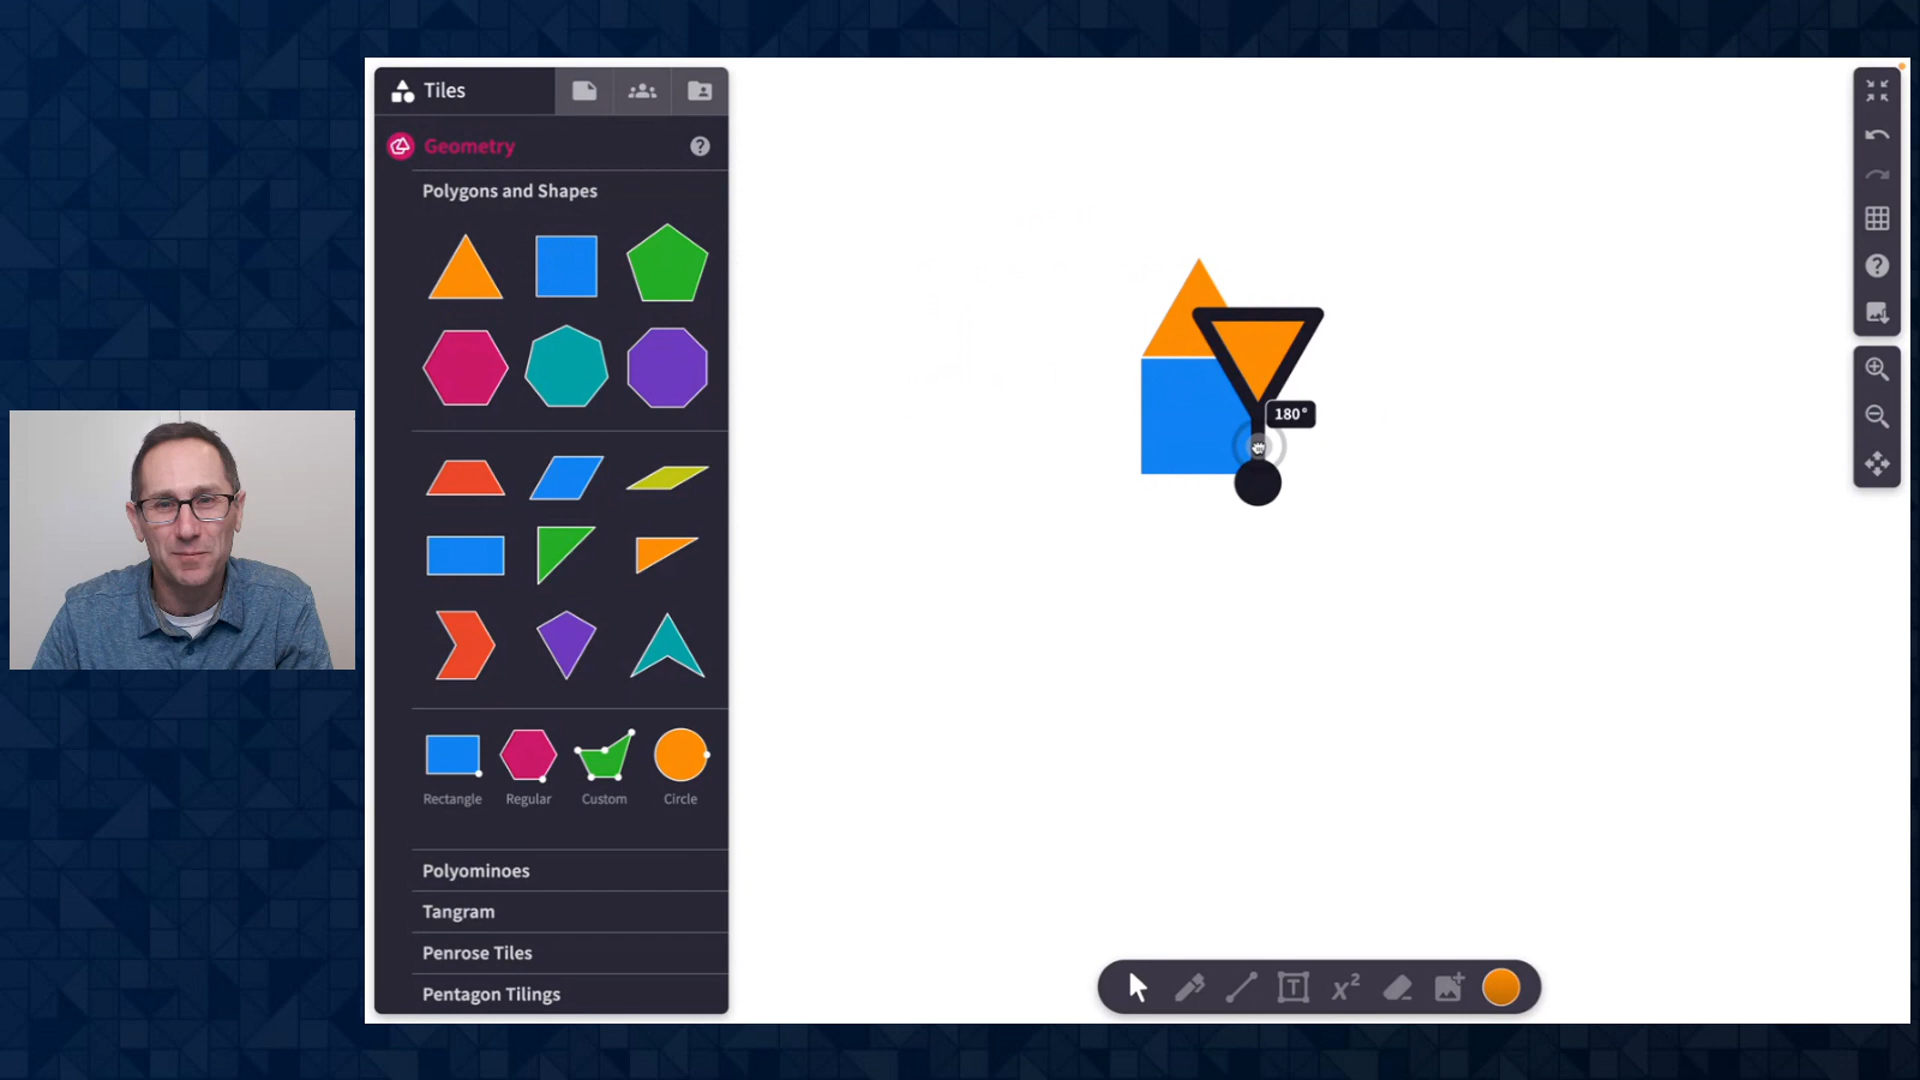 Tiles
Geometry
?
Polygons and Shapes
180°
Rectangle Regular Custom Circle
Polyominoes
Tangram
Penrose Tiles
Pentagon Tilings
?
T x²